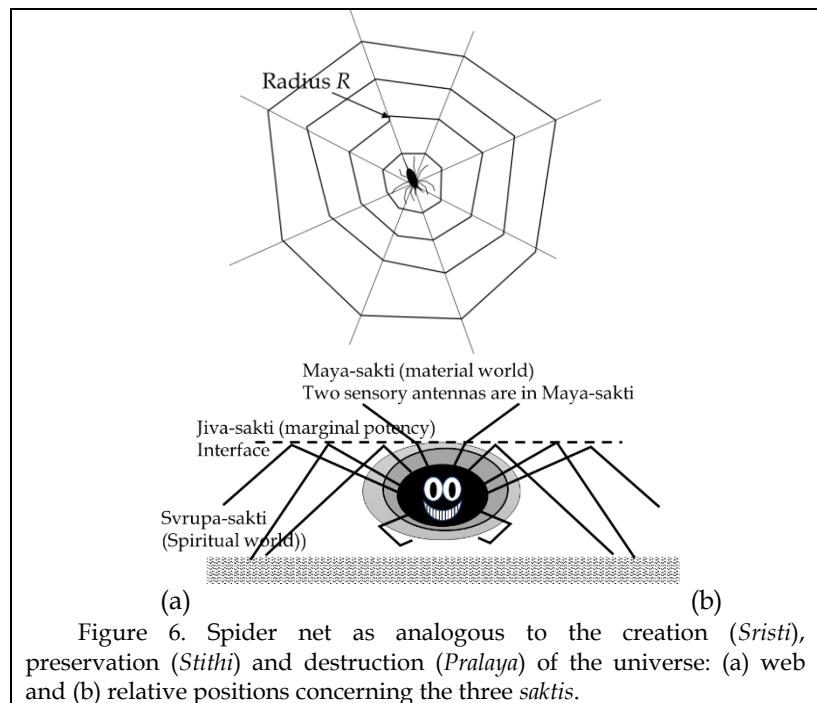 Radius R
Maya-sakti (material world)
Two sensory antennas are in Maya-sakti
Jiva-sakti (marginal potency)
Interface
Svrupa-sakti
(Spiritual world))
(a) (b)
Figure 6. Spider net as analogous to the creation (Sristi),
preservation (Stithi) and destruction (Pralaya) of the universe: (a) web
and (b) relative positions concerning the three saktis.